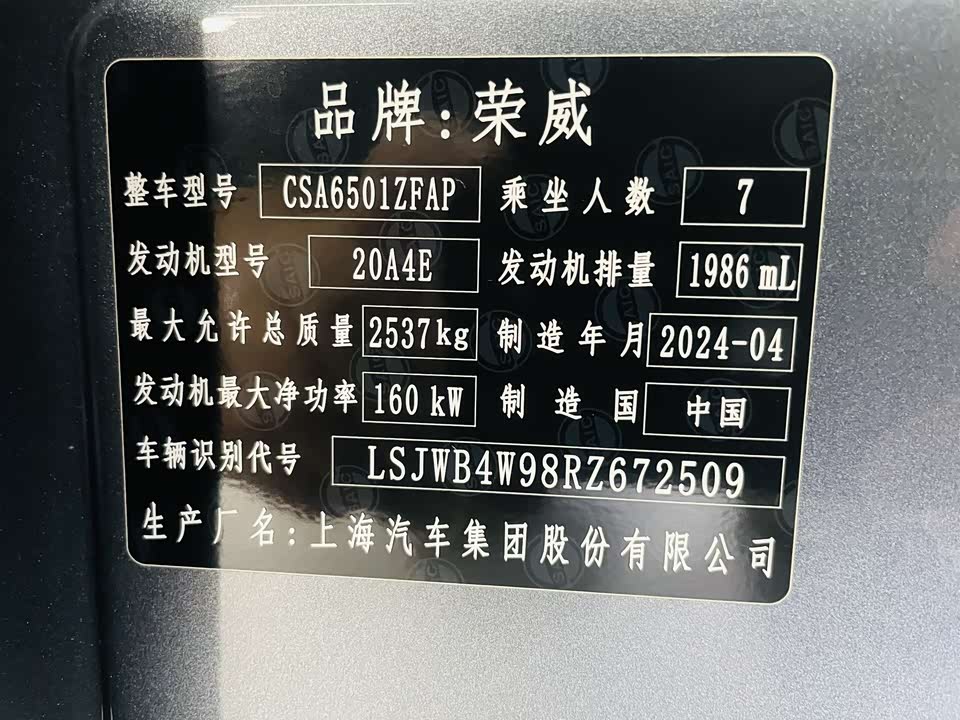 品牌:荣威
整车型号 CSA6501ZFAP 乘坐人数 7
发动机型号 20A4E 发动机排量 1986 mL
最大允许总质量 2537kg 制造年月 2024-04
发动机最大净功率 160 kW 制造国 中国
车辆识别代号 LSJWB4W98RZ672509
生产厂名:上海汽车集团股份有限公司